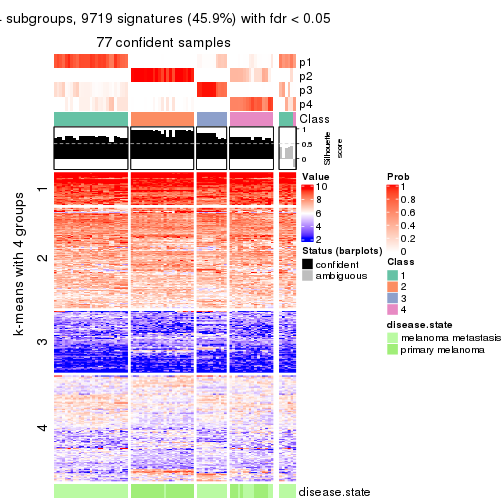 4 subgroups, 9719 signatures (45.9%) with fdr < 0.05
77 confident samples
p1
p2
p3
p4
Class
1
0.5
0
Silhouette
score
k-means with 4 groups
1
2
3
4
disease.state
Value
10
8
6
4
2
Status (barplots)
confident
ambiguous
Prob
1
0.8
0.6
0.4
0.2
0
Class
1
2
3
4
disease.state
melanoma metastasis
primary melanoma